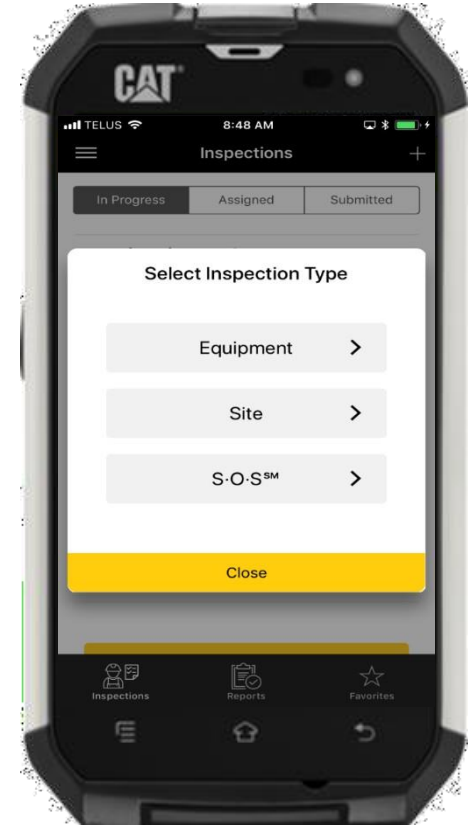 CAT
TELUS 8:48 AM
Inspections
In Progress Assigned Submitted
Select Inspection Type
Equipment
Site
S·O·S℠
Close
Inspections Reports Favorites